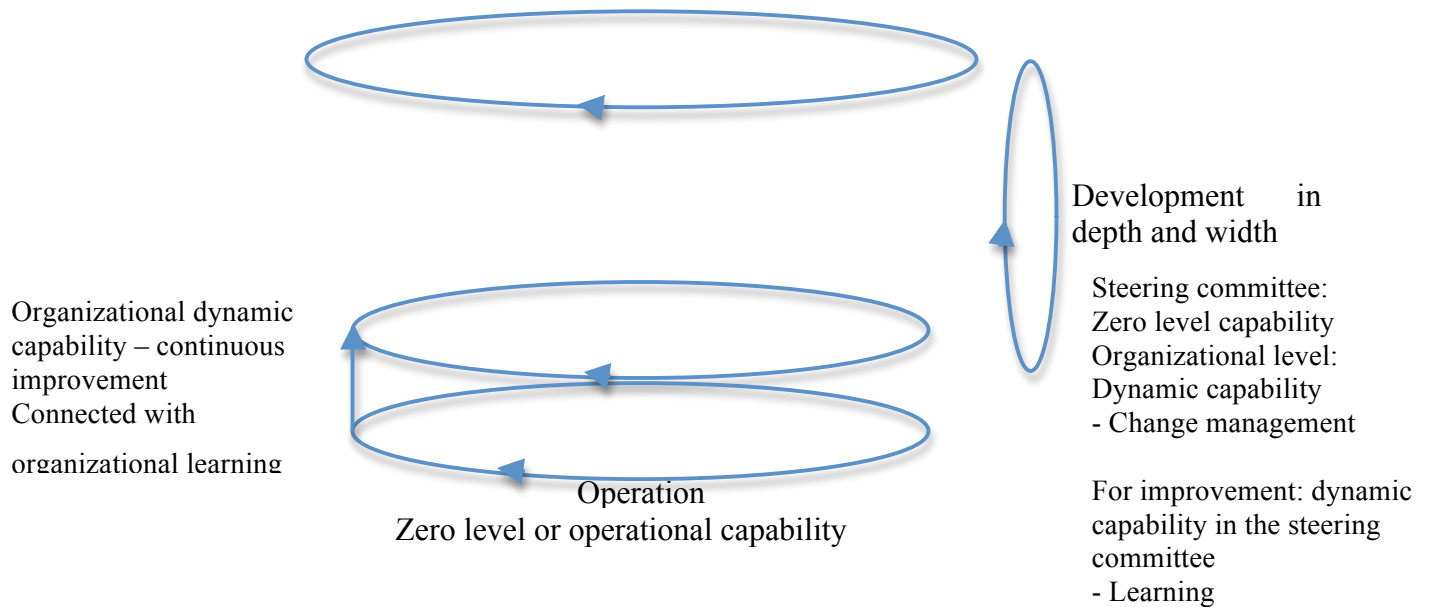 Development in
depth and width
Organizational dynamic
capability – continuous
improvement
Connected with
organizational learning
Steering committee:
Zero level capability
Organizational level:
Dynamic capability
- Change management
For improvement: dynamic
capability in the steering
committee
- Learning
Operation
Zero level or operational capability